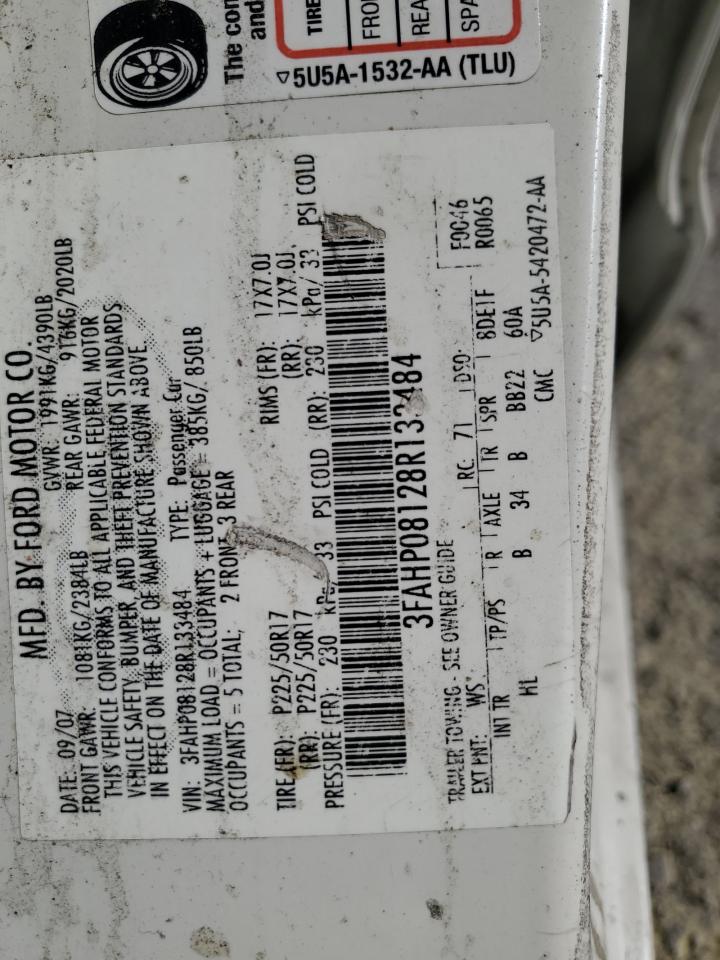 The con
and
TIRE
FRO
REA
SPA
▽5U5A-1532-AA (TLU)
MFD. BY FORD MOTOR CO.
DATE: 09/07 GVWR: 1991KG/4390LB
FRONT GAWR: 1081KG/2384LB REAR GAWR: 916KG/2020LB
THIS VEHICLE CONFORMS TO ALL APPLICABLE FEDERAL MOTOR
VEHICLE SAFETY, BUMPER, AND THEFT PREVENTION STANDARDS
IN EFFECT ON THE DATE OF MANUFACTURE SHOWN ABOVE.
VIN: 3FAHP08128R133484 TYPE: Passenger Car
MAXIMUM LOAD = OCCUPANTS + LUGGAGE = 385KG/ 850LB
OCCUPANTS = 5 TOTAL; 2 FRONT, 3 REAR
TIRE (FR): P225/50R17 RIMS (FR): 17X7.0J
(RR): P225/50R17 (RR): 17X7.0J
PRESSURE (FR): 230 kPa/ 33 PSI COLD (RR): 230 kPa/ 33 PSI COLD
3FAHP08128R133484
TRAILER TOWING - SEE OWNER GUIDE F0046
EXT PNT: WS RC: 71 DSO: R0065
INT TR TP/PS R AXLE TR SPR 8DE1F
HL B 34 B BB22 60A
CMC ▽5U5A-5420472-AA